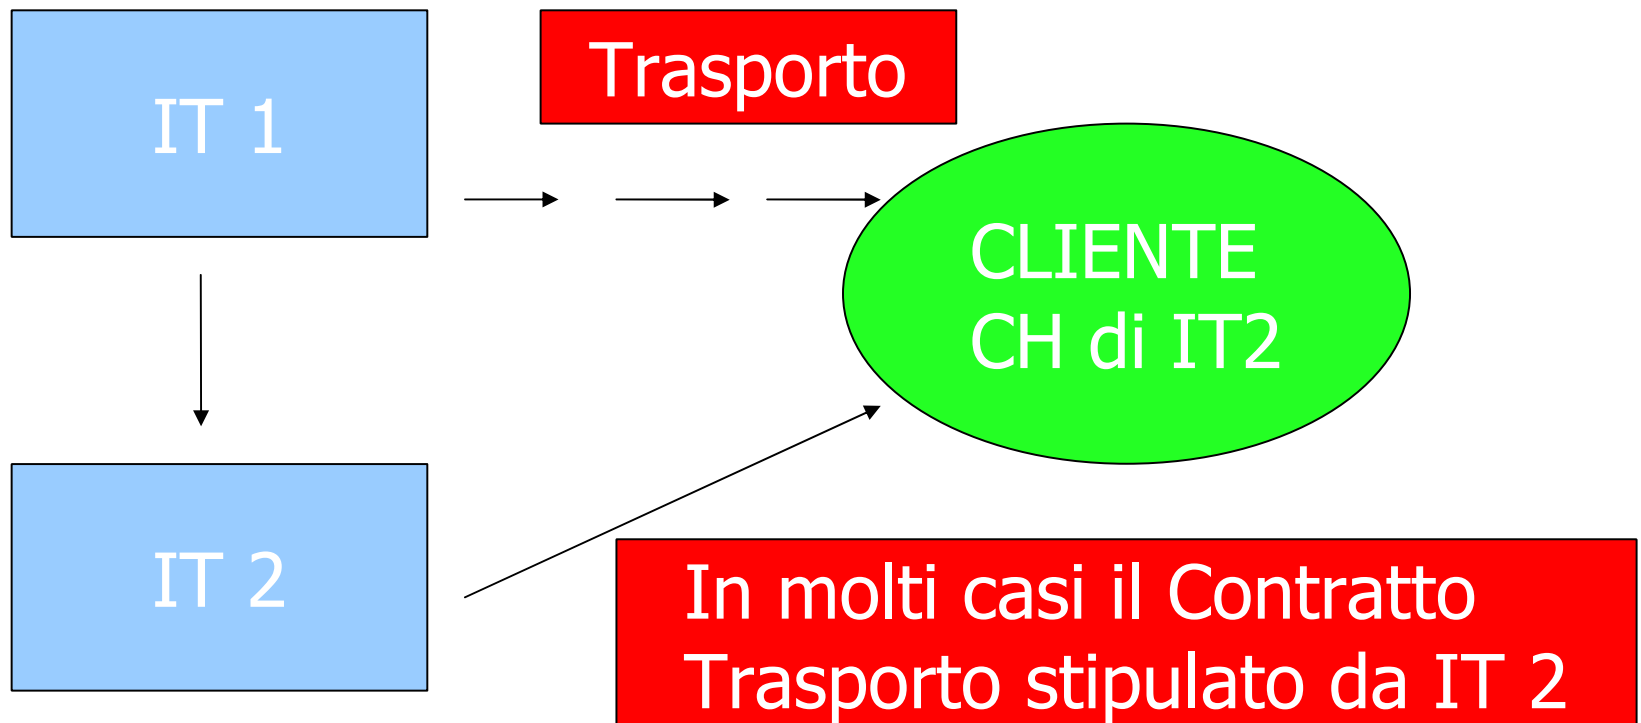 IT 1
Trasporto
CLIENTE
CH di IT2
IT 2
In molti casi il Contratto
Trasporto stipulato da IT 2